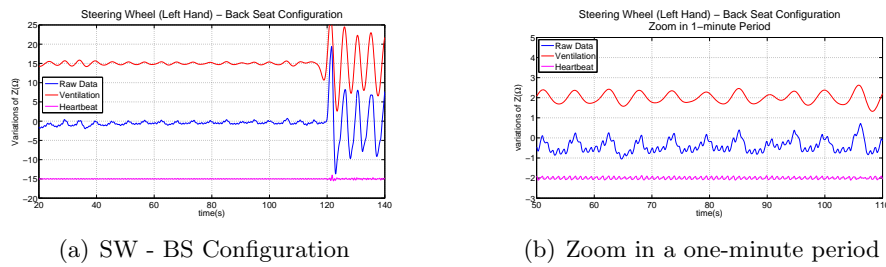 Steering Wheel (Left Hand) – Back Seat Configuration
25
20
15
10
5
0
−5
−10
−15
−20
Variations of Z(Ω)
Raw Data
Ventilation
Heartbeat
20
40
60
80
100
120
140
time(s)
(a) SW - BS Configuration
Steering Wheel (Left Hand) – Back Seat Configuration
Zoom in 1−minute Period
5
4
3
2
1
0
−1
−2
−3
variations of Z(Ω)
Raw Data
Ventilation
Heartbeat
50
60
70
80
90
100
110
time(s)
(b) Zoom in a one-minute period